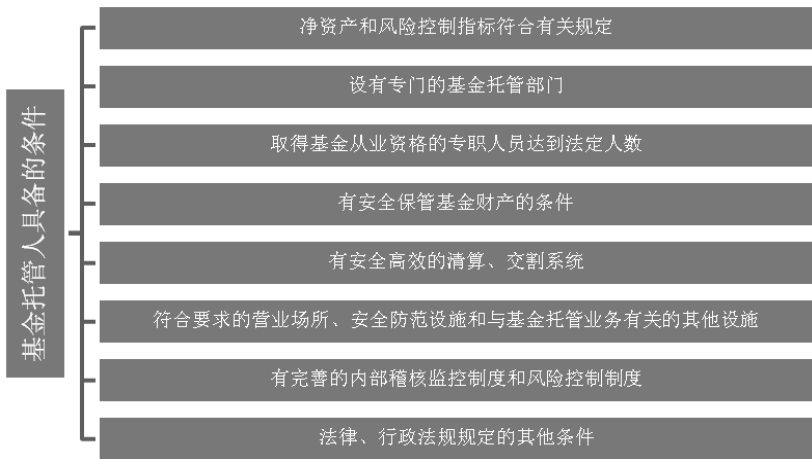 基金托管人具备的条件
净资产和风险控制指标符合有关规定
设有专门的基金托管部门
取得基金从业资格的专职人员达到法定人数
有安全保管基金财产的条件
有安全高效的清算、交割系统
符合要求的营业场所、安全防范设施和与基金托管业务有关的其他设施
有完善的内部稽核监控制度和风险控制制度
法律、行政法规规定的其他条件